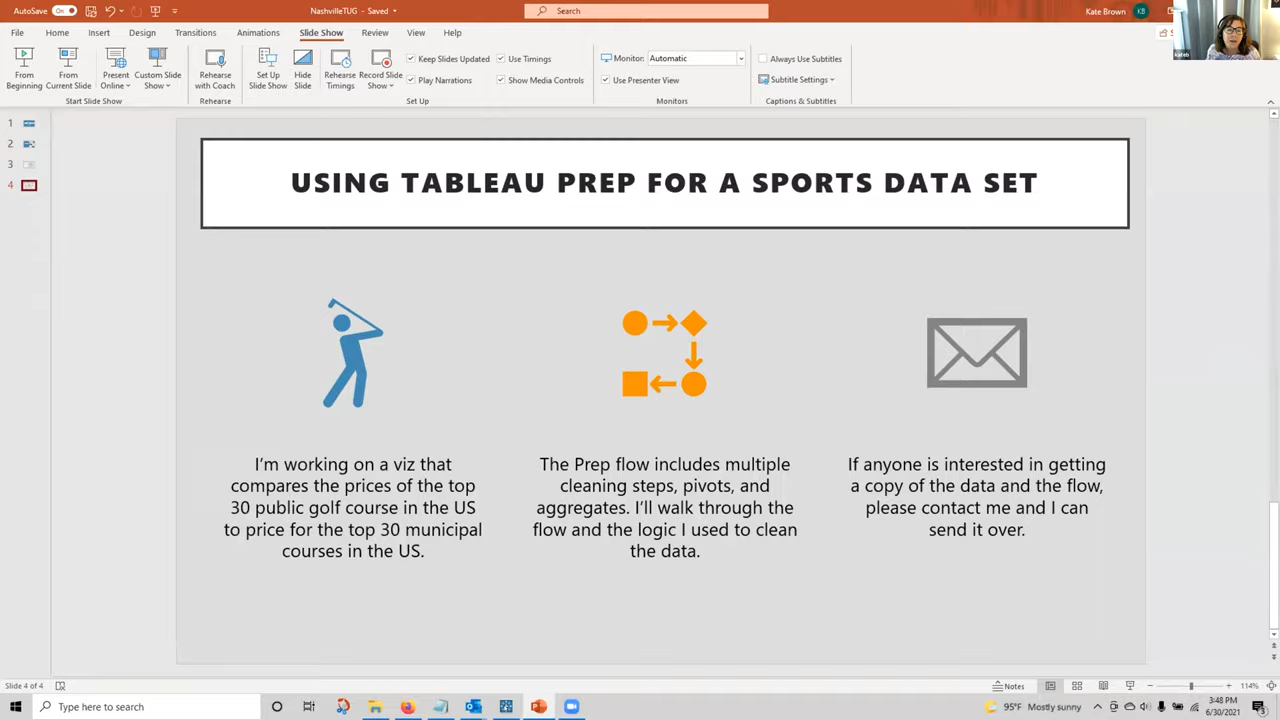 AutoSave On
NashvilleTUG - Saved
Search
Kate Brown KB
File Home Insert Design Transitions Animations Slide Show Review View Help
From Beginning
From Current Slide
Present Online
Custom Slide Show
Start Slide Show
Rehearse with Coach
Rehearse
Set Up Slide Show
Hide Slide
Rehearse Timings
Record Slide Show
Keep Slides Updated
Play Narrations
Use Timings
Show Media Controls
Set Up
Monitor: Automatic
Use Presenter View
Monitors
Always Use Subtitles
Subtitle Settings
Captions & Subtitles
1
2
3
4
USING TABLEAU PREP FOR A SPORTS DATA SET
I'm working on a viz that
compares the prices of the top
30 public golf course in the US
to price for the top 30 municipal
courses in the US.
The Prep flow includes multiple
cleaning steps, pivots, and
aggregates. I'll walk through the
flow and the logic I used to clean
the data.
If anyone is interested in getting
a copy of the data and the flow,
please contact me and I can
send it over.
Slide 4 of 4
Notes
114%
Type here to search
95°F Mostly sunny
3:48 PM
6/30/2021